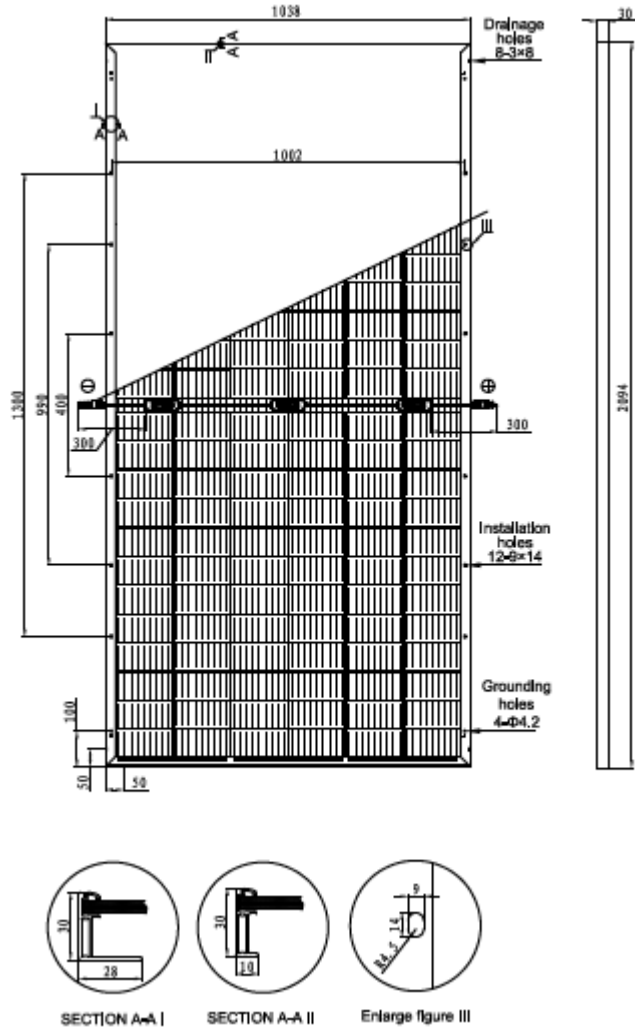 1038
30
Drainage
holes
8-3×8
A
A
II
I
A A
1002
III
1300
950
400
2094
⊖
⊕
300
300
Installation
holes
12-9×14
Grounding
holes
4-Φ4.2
100
50
50
30
28
30
10
9
14
R4.5
SECTION A-A I
SECTION A-A II
Enlarge figure III